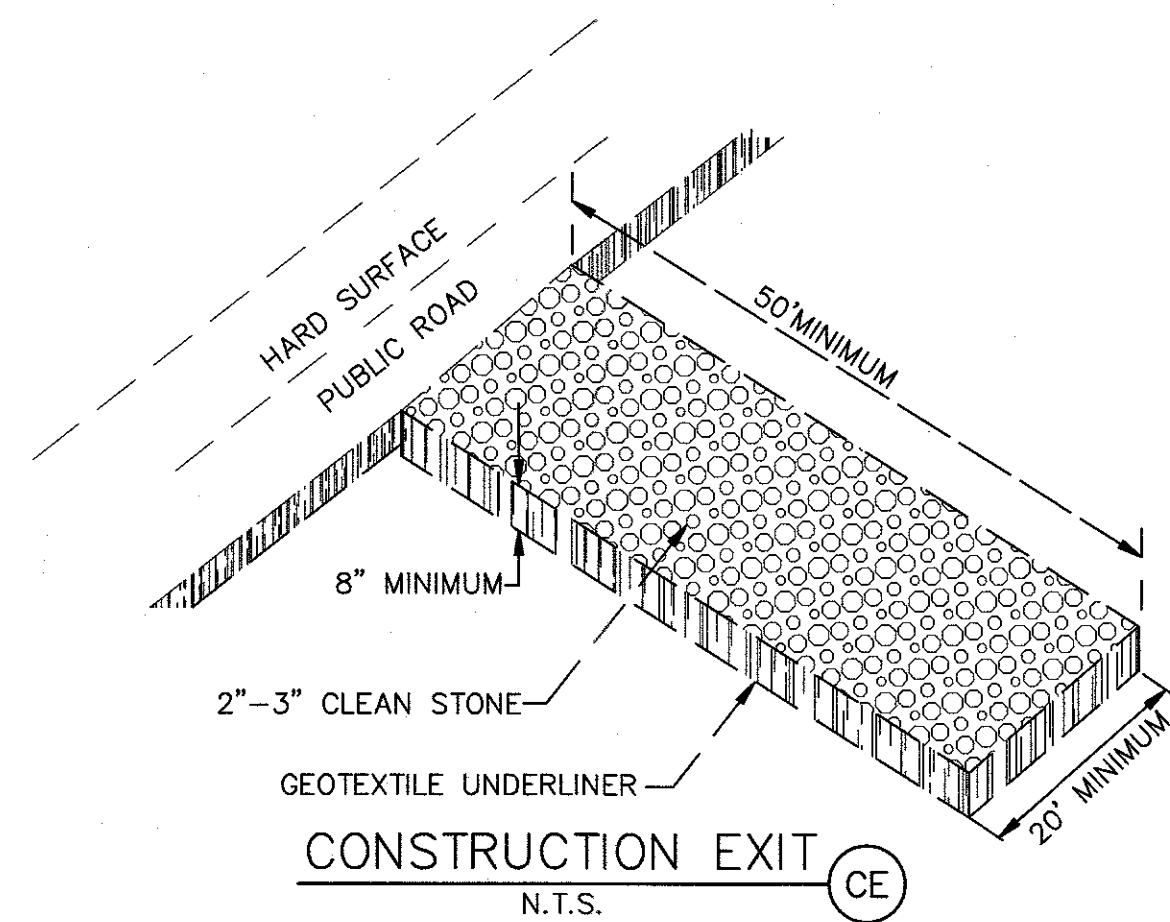 HARD SURFACE
PUBLIC ROAD
50'MINIMUM
8" MINIMUM
2"-3" CLEAN STONE
GEOTEXTILE UNDERLINER
20' MINIMUM
CONSTRUCTION EXIT
CE
N.T.S.